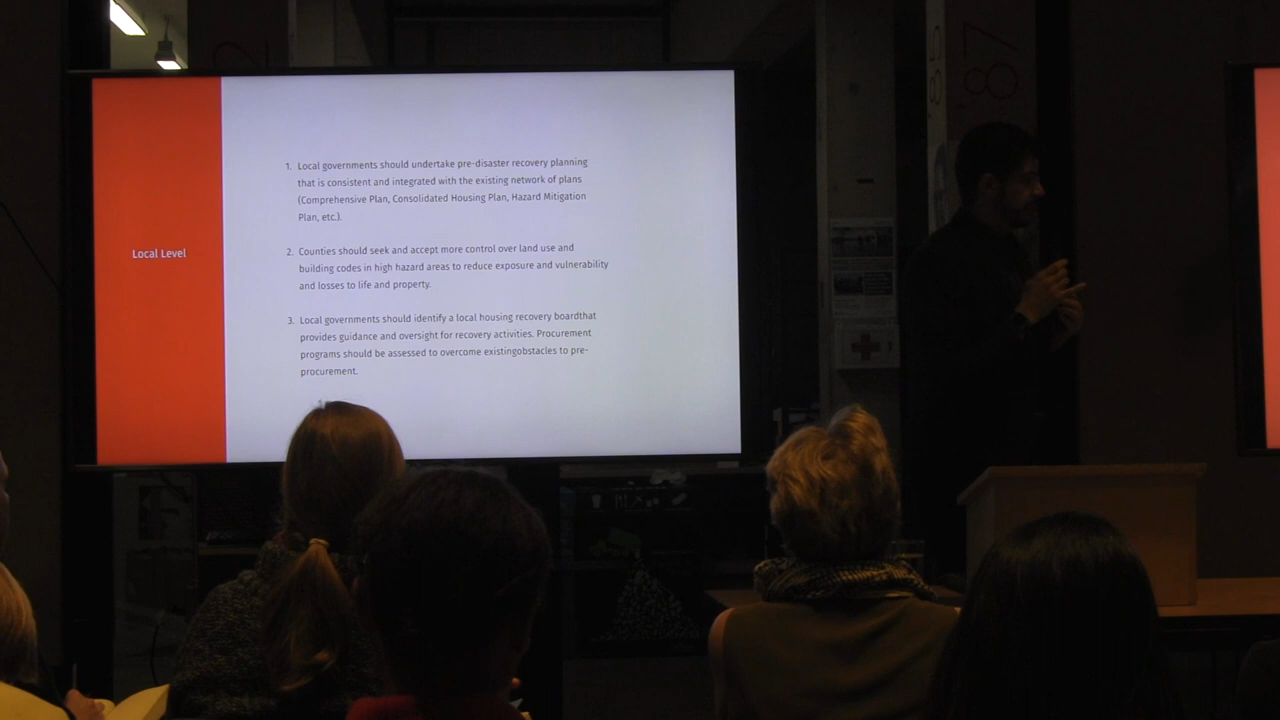 Local Level
1. Local governments should undertake pre-disaster recovery planning
that is consistent and integrated with the existing network of plans
(Comprehensive Plan, Consolidated Housing Plan, Hazard Mitigation
Plan, etc.).
2. Counties should seek and accept more control over land use and
building codes in high hazard areas to reduce exposure and vulnerability
and losses to life and property.
3. Local governments should identify a local housing recovery boardthat
provides guidance and oversight for recovery activities. Procurement
programs should be assessed to overcome existingobstacles to pre-
procurement.